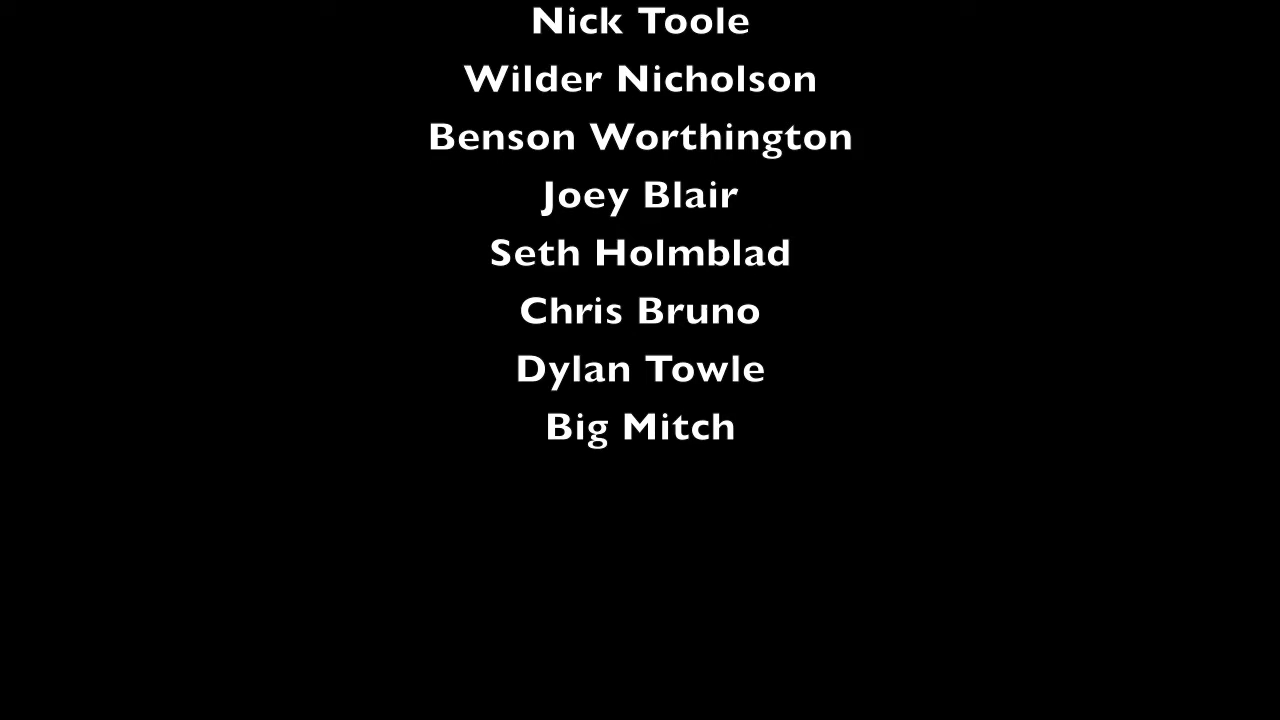 Nick Toole
Wilder Nicholson
Benson Worthington
Joey Blair
Seth Holmblad
Chris Bruno
Dylan Towle
Big Mitch